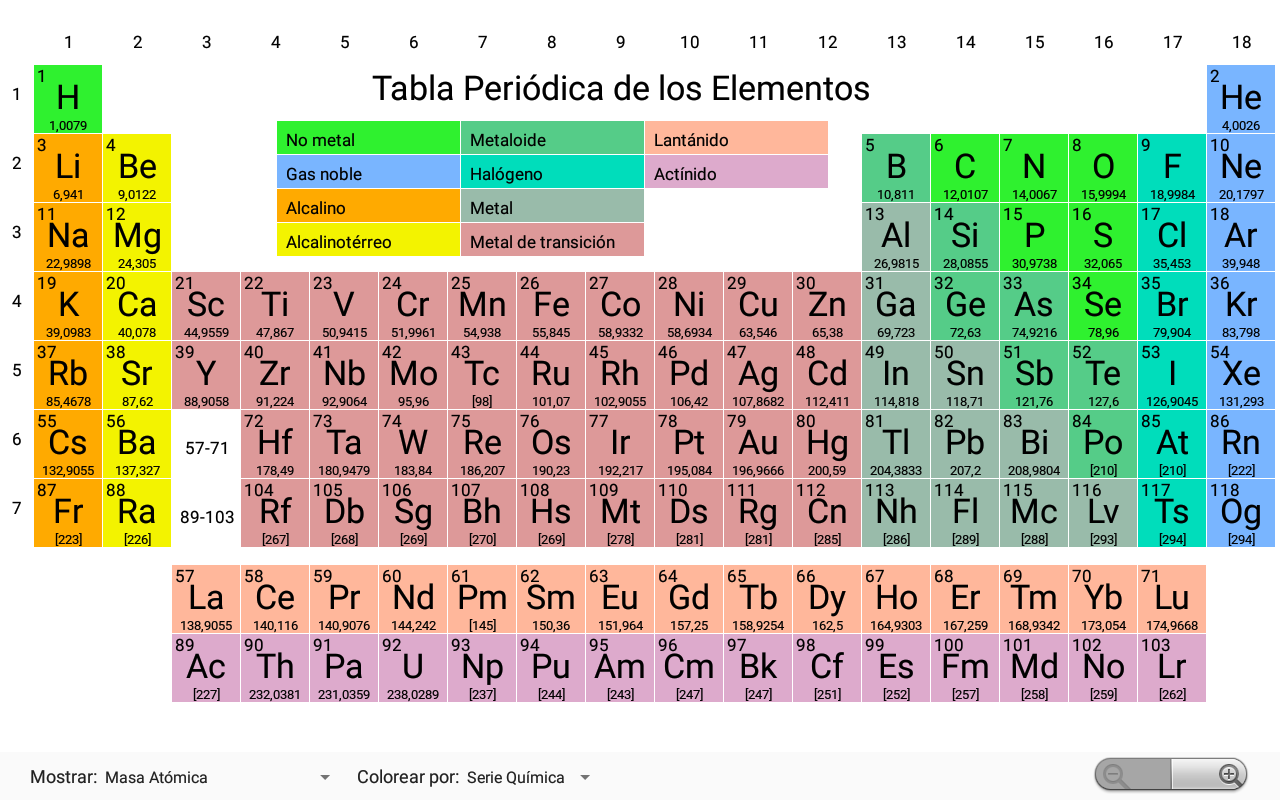 1 2 3 4 5 6 7 8 9 10 11 12 13 14 15 16 17 18
Tabla Periódica de los Elementos
No metal Metaloide Lantánido
Gas noble Halógeno Actínido
Alcalino Metal
Alcalinotérreo Metal de transición
1
1 2
H He
1,0079 4,0026
2
3 4 5 6 7 8 9 10
Li Be B C N O F Ne
6,941 9,0122 10,811 12,0107 14,0067 15,9994 18,9984 20,1797
3
11 12 13 14 15 16 17 18
Na Mg Al Si P S Cl Ar
22,9898 24,305 26,9815 28,0855 30,9738 32,065 35,453 39,948
4
19 20 21 22 23 24 25 26 27 28 29 30 31 32 33 34 35 36
K Ca Sc Ti V Cr Mn Fe Co Ni Cu Zn Ga Ge As Se Br Kr
39,0983 40,078 44,9559 47,867 50,9415 51,9961 54,938 55,845 58,9332 58,6934 63,546 65,38 69,723 72,63 74,9216 78,96 79,904 83,798
5
37 38 39 40 41 42 43 44 45 46 47 48 49 50 51 52 53 54
Rb Sr Y Zr Nb Mo Tc Ru Rh Pd Ag Cd In Sn Sb Te I Xe
85,4678 87,62 88,9058 91,224 92,9064 95,96 [98] 101,07 102,9055 106,42 107,8682 112,411 114,818 118,71 121,76 127,6 126,9045 131,293
6
55 56 72 73 74 75 76 77 78 79 80 81 82 83 84 85 86
Cs Ba 57-71 Hf Ta W Re Os Ir Pt Au Hg Tl Pb Bi Po At Rn
132,9055 137,327 178,49 180,9479 183,84 186,207 190,23 192,217 195,084 196,9666 200,59 204,3833 207,2 208,9804 [210] [210] [222]
7
87 88 104 105 106 107 108 109 110 111 112 113 114 115 116 117 118
Fr Ra 89-103 Rf Db Sg Bh Hs Mt Ds Rg Cn Nh Fl Mc Lv Ts Og
[223] [226] [267] [268] [269] [270] [269] [278] [281] [281] [285] [286] [289] [288] [293] [294] [294]
57 58 59 60 61 62 63 64 65 66 67 68 69 70 71
La Ce Pr Nd Pm Sm Eu Gd Tb Dy Ho Er Tm Yb Lu
138,9055 140,116 140,9076 144,242 [145] 150,36 151,964 157,25 158,9254 162,5 164,9303 167,259 168,9342 173,054 174,9668
89 90 91 92 93 94 95 96 97 98 99 100 101 102 103
Ac Th Pa U Np Pu Am Cm Bk Cf Es Fm Md No Lr
[227] 232,0381 231,0359 238,0289 [237] [244] [243] [247] [247] [251] [252] [257] [258] [259] [262]
Mostrar: Masa Atómica Colorear por: Serie Química